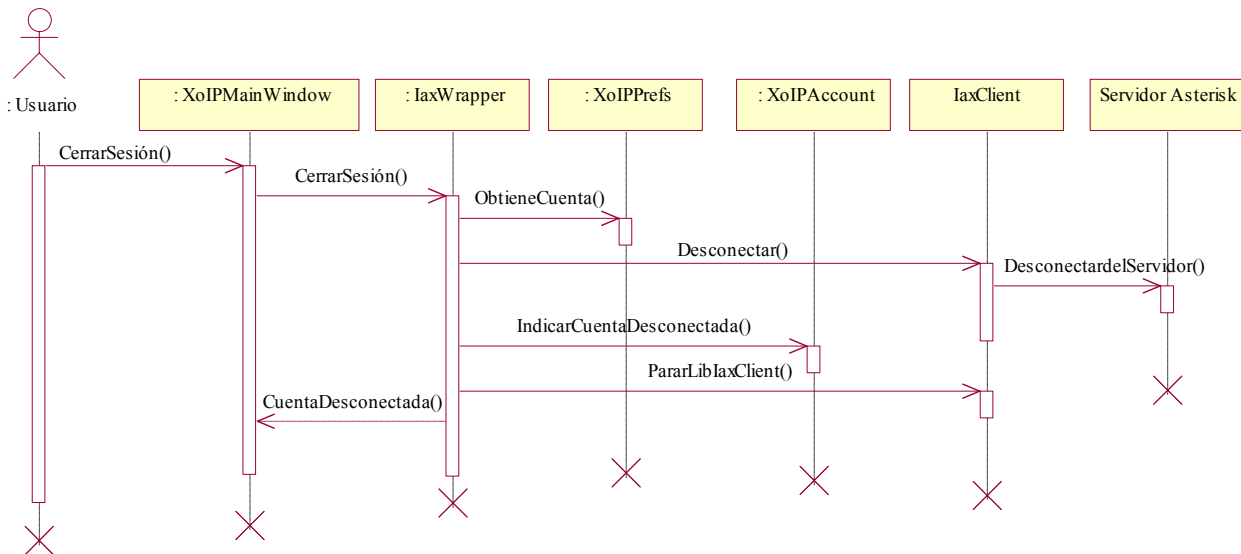 : Usuario
: XoIPMainWindow
: IaxWrapper
: XoIPPrefs
: XoIPAccount
IaxClient
Servidor Asterisk
CerrarSesión()
CerrarSesión()
ObtieneCuenta()
Desconectar()
DesconectardelServidor()
IndicarCuentaDesconectada()
PararLibIaxClient()
CuentaDesconectada()